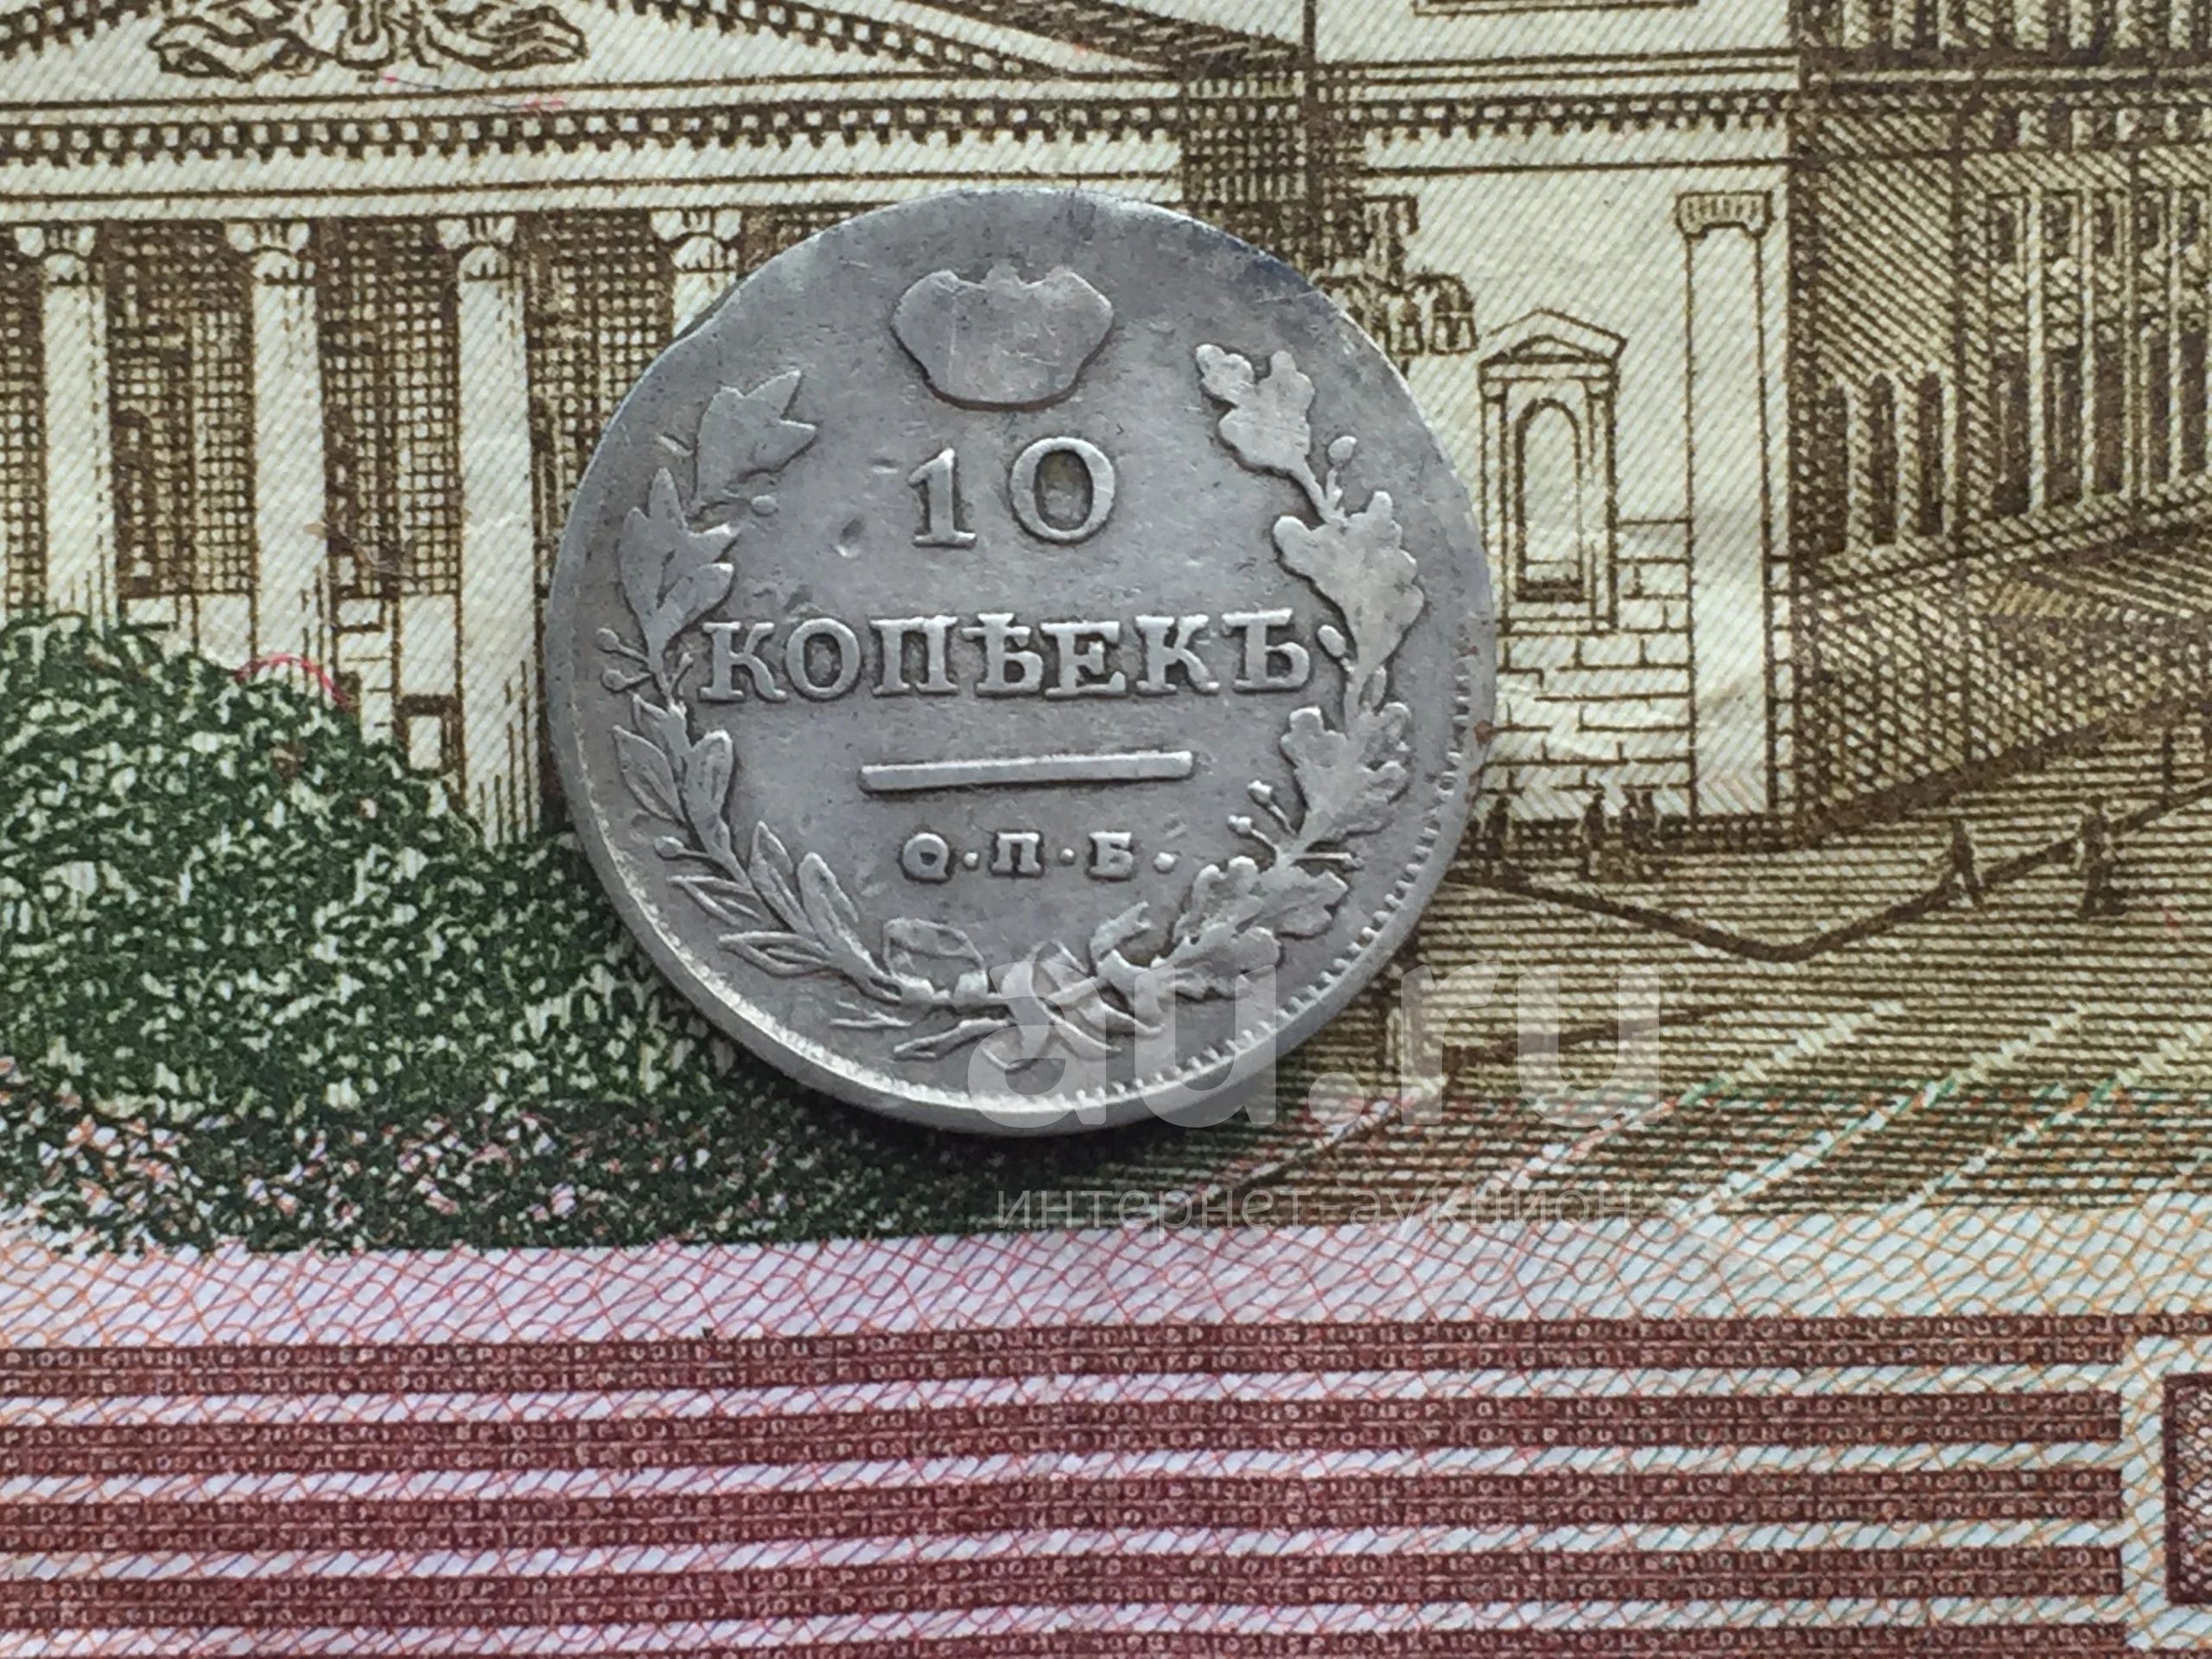 10
КОПѢЕКЪ
С.П.Б.
au.ru
интернет-аукцион